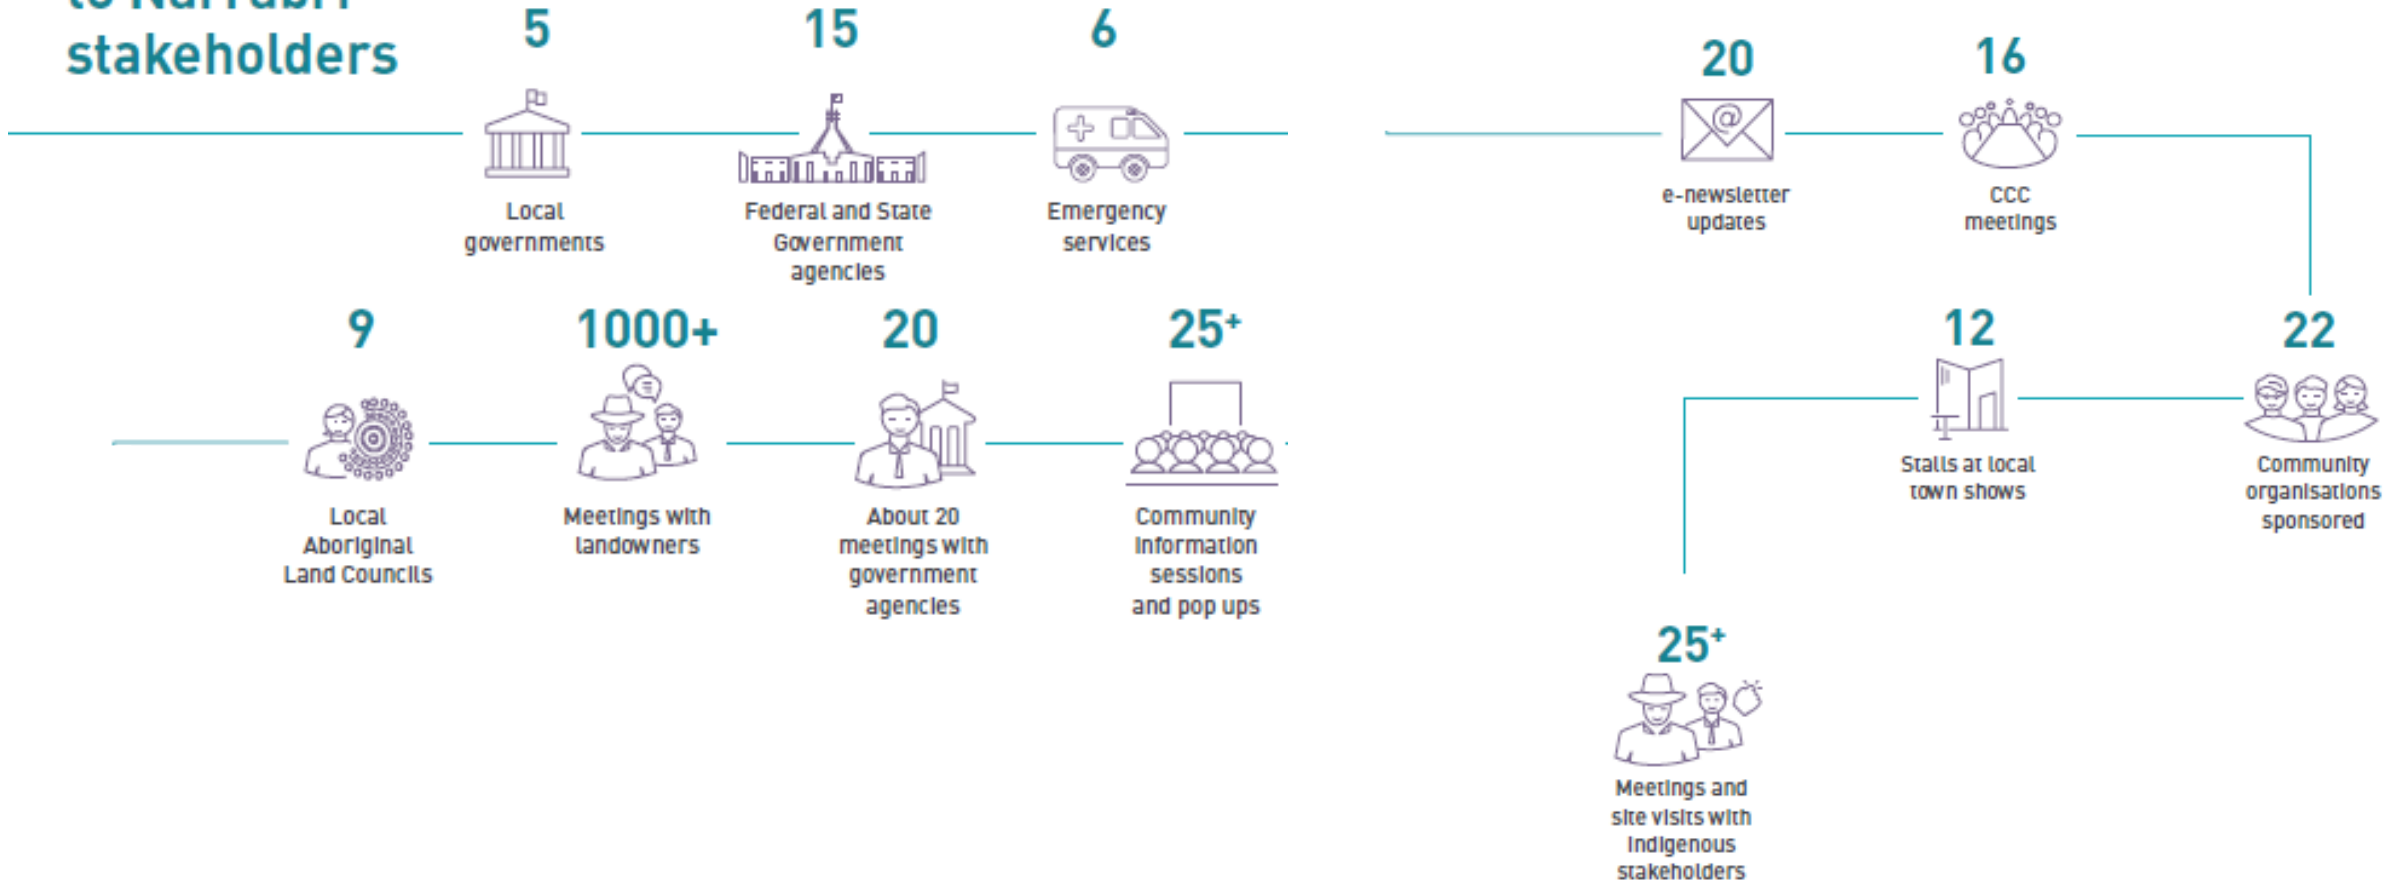 to Narrabri
stakeholders
5
Local
governments
15
Federal and State
Government
agencies
6
Emergency
services
9
Local
Aboriginal
Land Councils
1000+
Meetings with
landowners
20
About 20
meetings with
government
agencies
25+
Community
information
sessions
and pop ups
20
@
e-newsletter
updates
16
CCC
meetings
22
Community
organisations
sponsored
12
Stalls at local
town shows
25+
Meetings and
site visits with
Indigenous
stakeholders